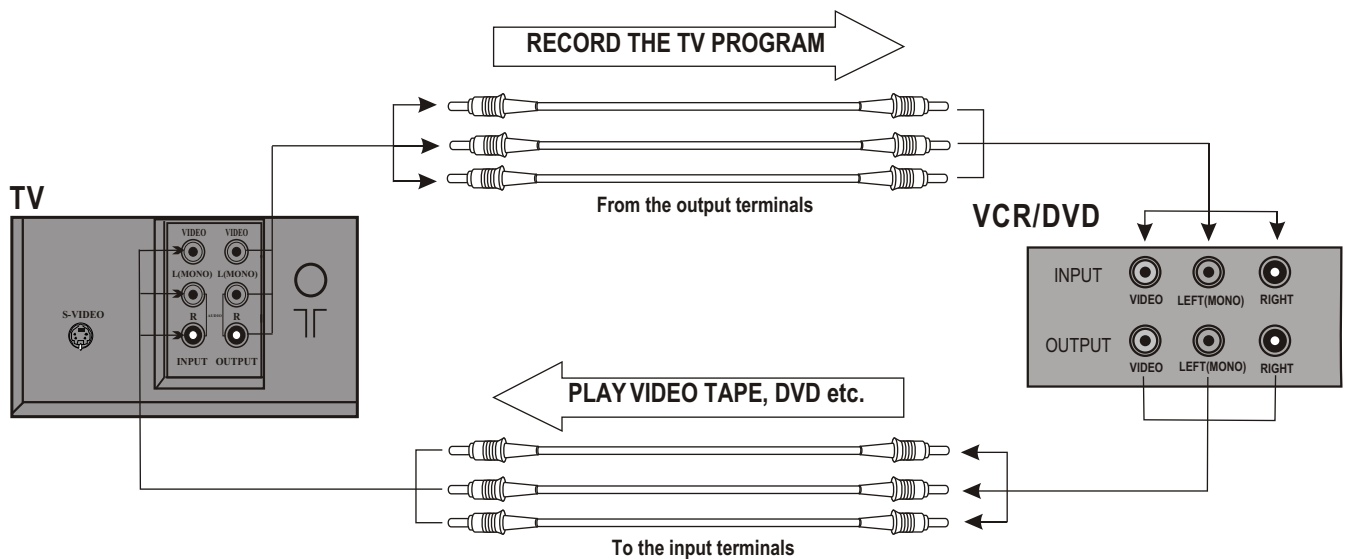 RECORD THE TV PROGRAM
From the output terminals
TV
VCR/DVD
VIDEO VIDEO
L(MONO) L(MONO)
S-VIDEO
R AUDIO R
INPUT OUTPUT
INPUT
VIDEO LEFT(MONO) RIGHT
OUTPUT
VIDEO LEFT(MONO) RIGHT
PLAY VIDEO TAPE, DVD etc.
To the input terminals